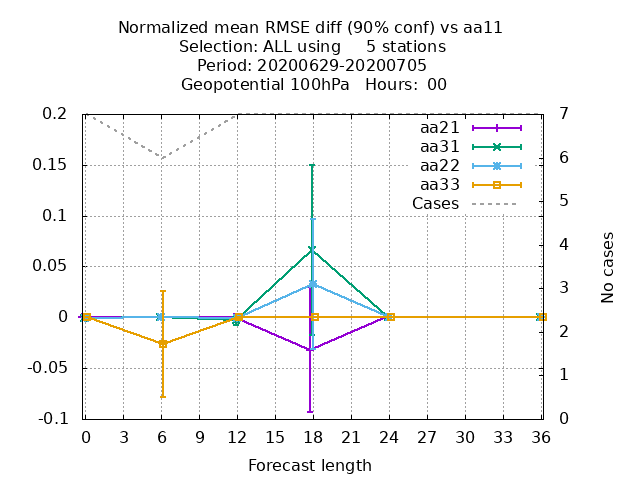 Normalized mean RMSE diff (90% conf) vs aa11
Selection: ALL using     5 stations
Period: 20200629-20200705
Geopotential 100hPa   Hours:  00
0.2
0.15
0.1
0.05
0
-0.05
-0.1
7
6
5
4
3
2
1
0
aa21
aa31
aa22
aa33
Cases
No cases
0 3 6 9 12 15 18 21 24 27 30 33 36
Forecast length